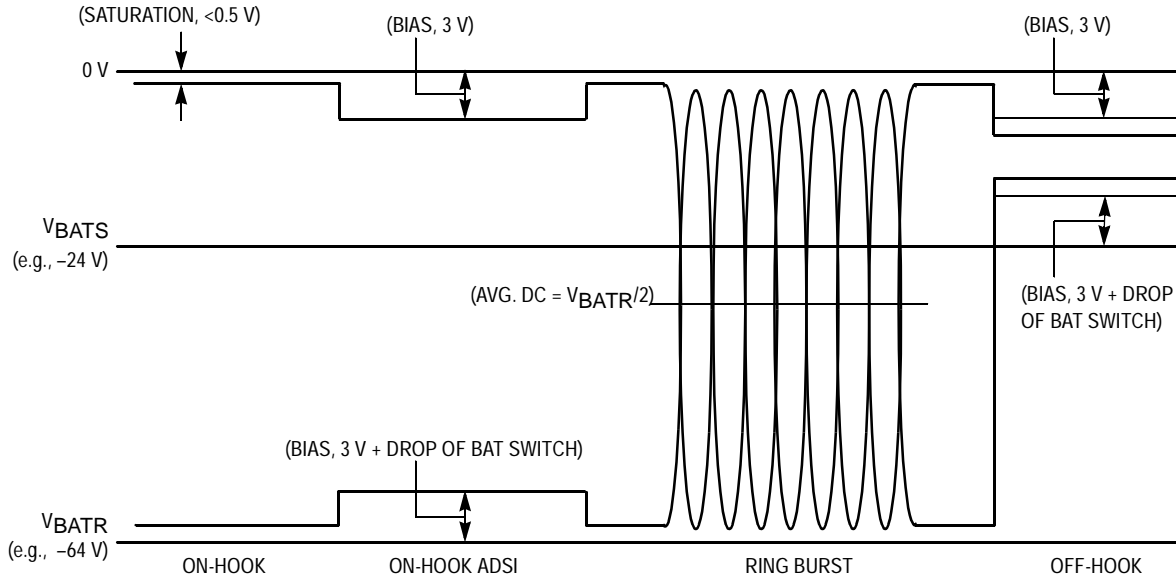 (SATURATION, <0.5 V)
(BIAS, 3 V)
(BIAS, 3 V)
0 V
VBATS
(e.g., –24 V)
(AVG. DC = VBATR/2)
(BIAS, 3 V + DROP
OF BAT SWITCH)
(BIAS, 3 V + DROP OF BAT SWITCH)
VBATR
(e.g., –64 V)
ON-HOOK
ON-HOOK ADSI
RING BURST
OFF-HOOK